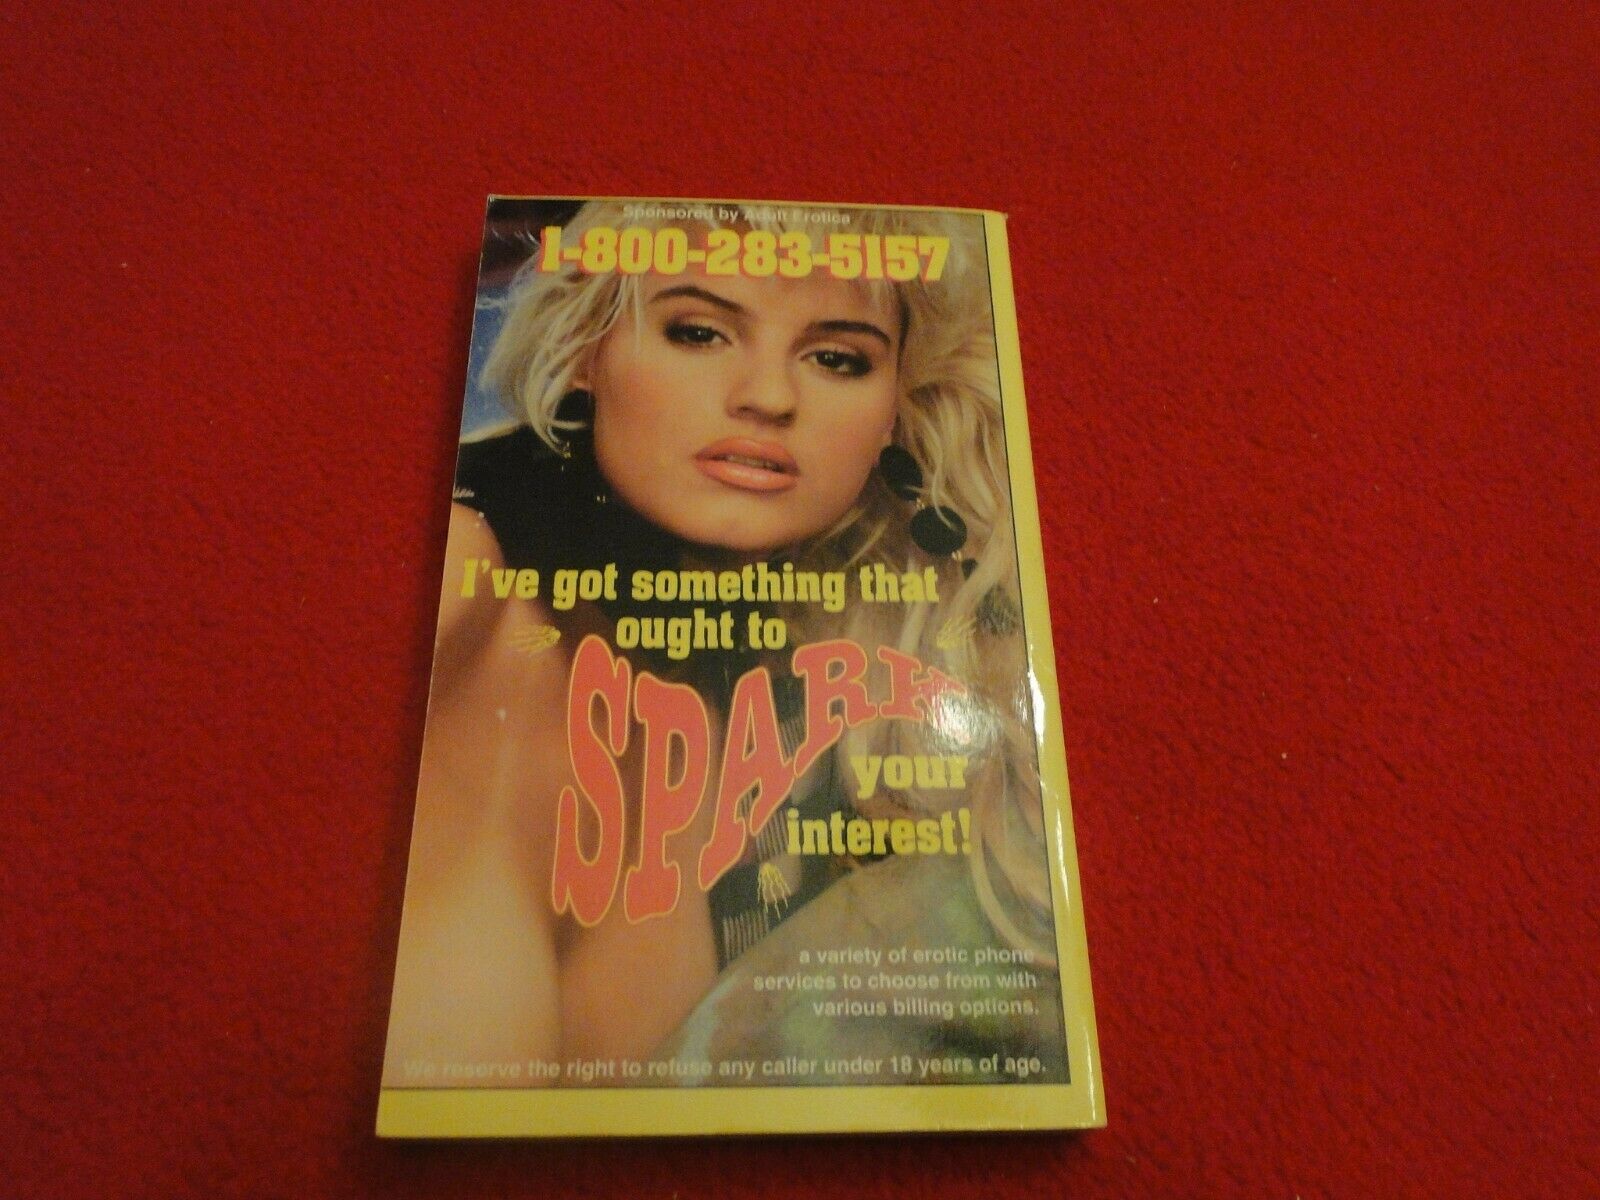 Sponsored by Adult Erotica
1-800-283-5157
I've got something that
ought to
SPARK
your
interest!
a variety of erotic phone
services to choose from with
various billing options.
We reserve the right to refuse any caller under 18 years of age.